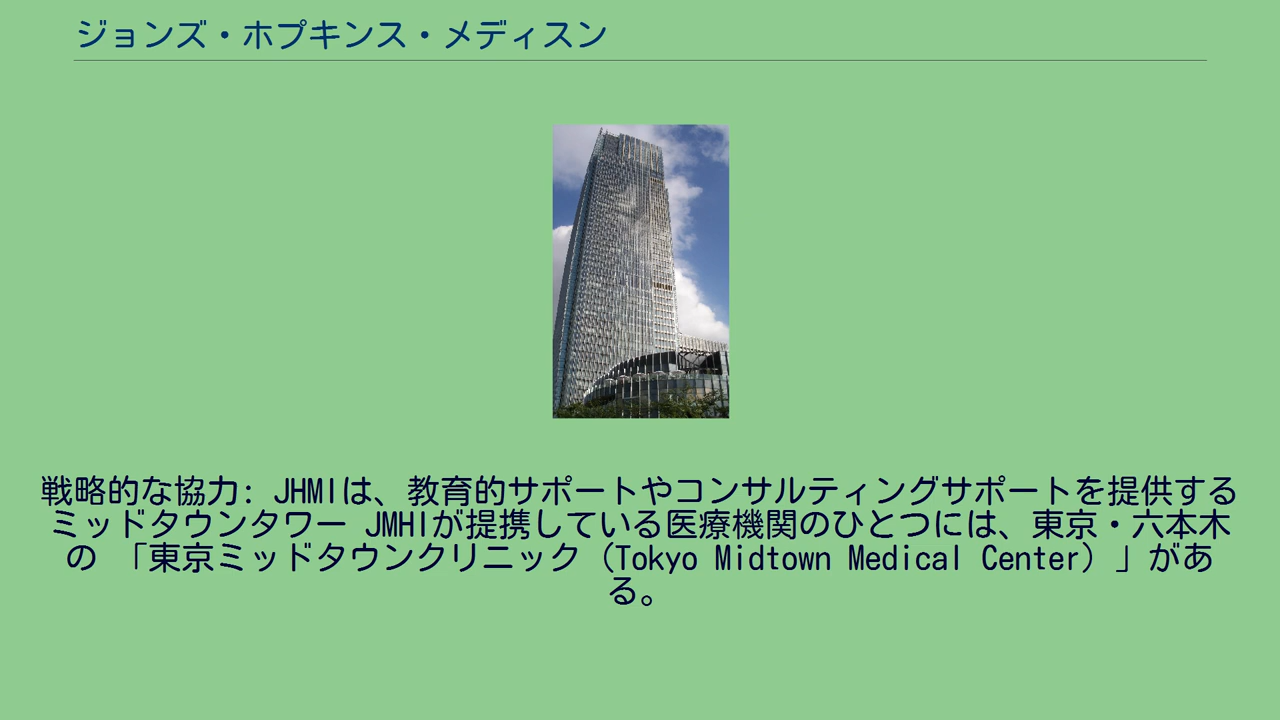 ジョンズ・ホプキンス・メディスン
戦略的な協力: JHMIは、教育的サポートやコンサルティングサポートを提供する
ミッドタウンタワー JMHIが提携している医療機関のひとつには、東京・六本木
の 「東京ミッドタウンクリニック（Tokyo Midtown Medical Center）」があ
る。